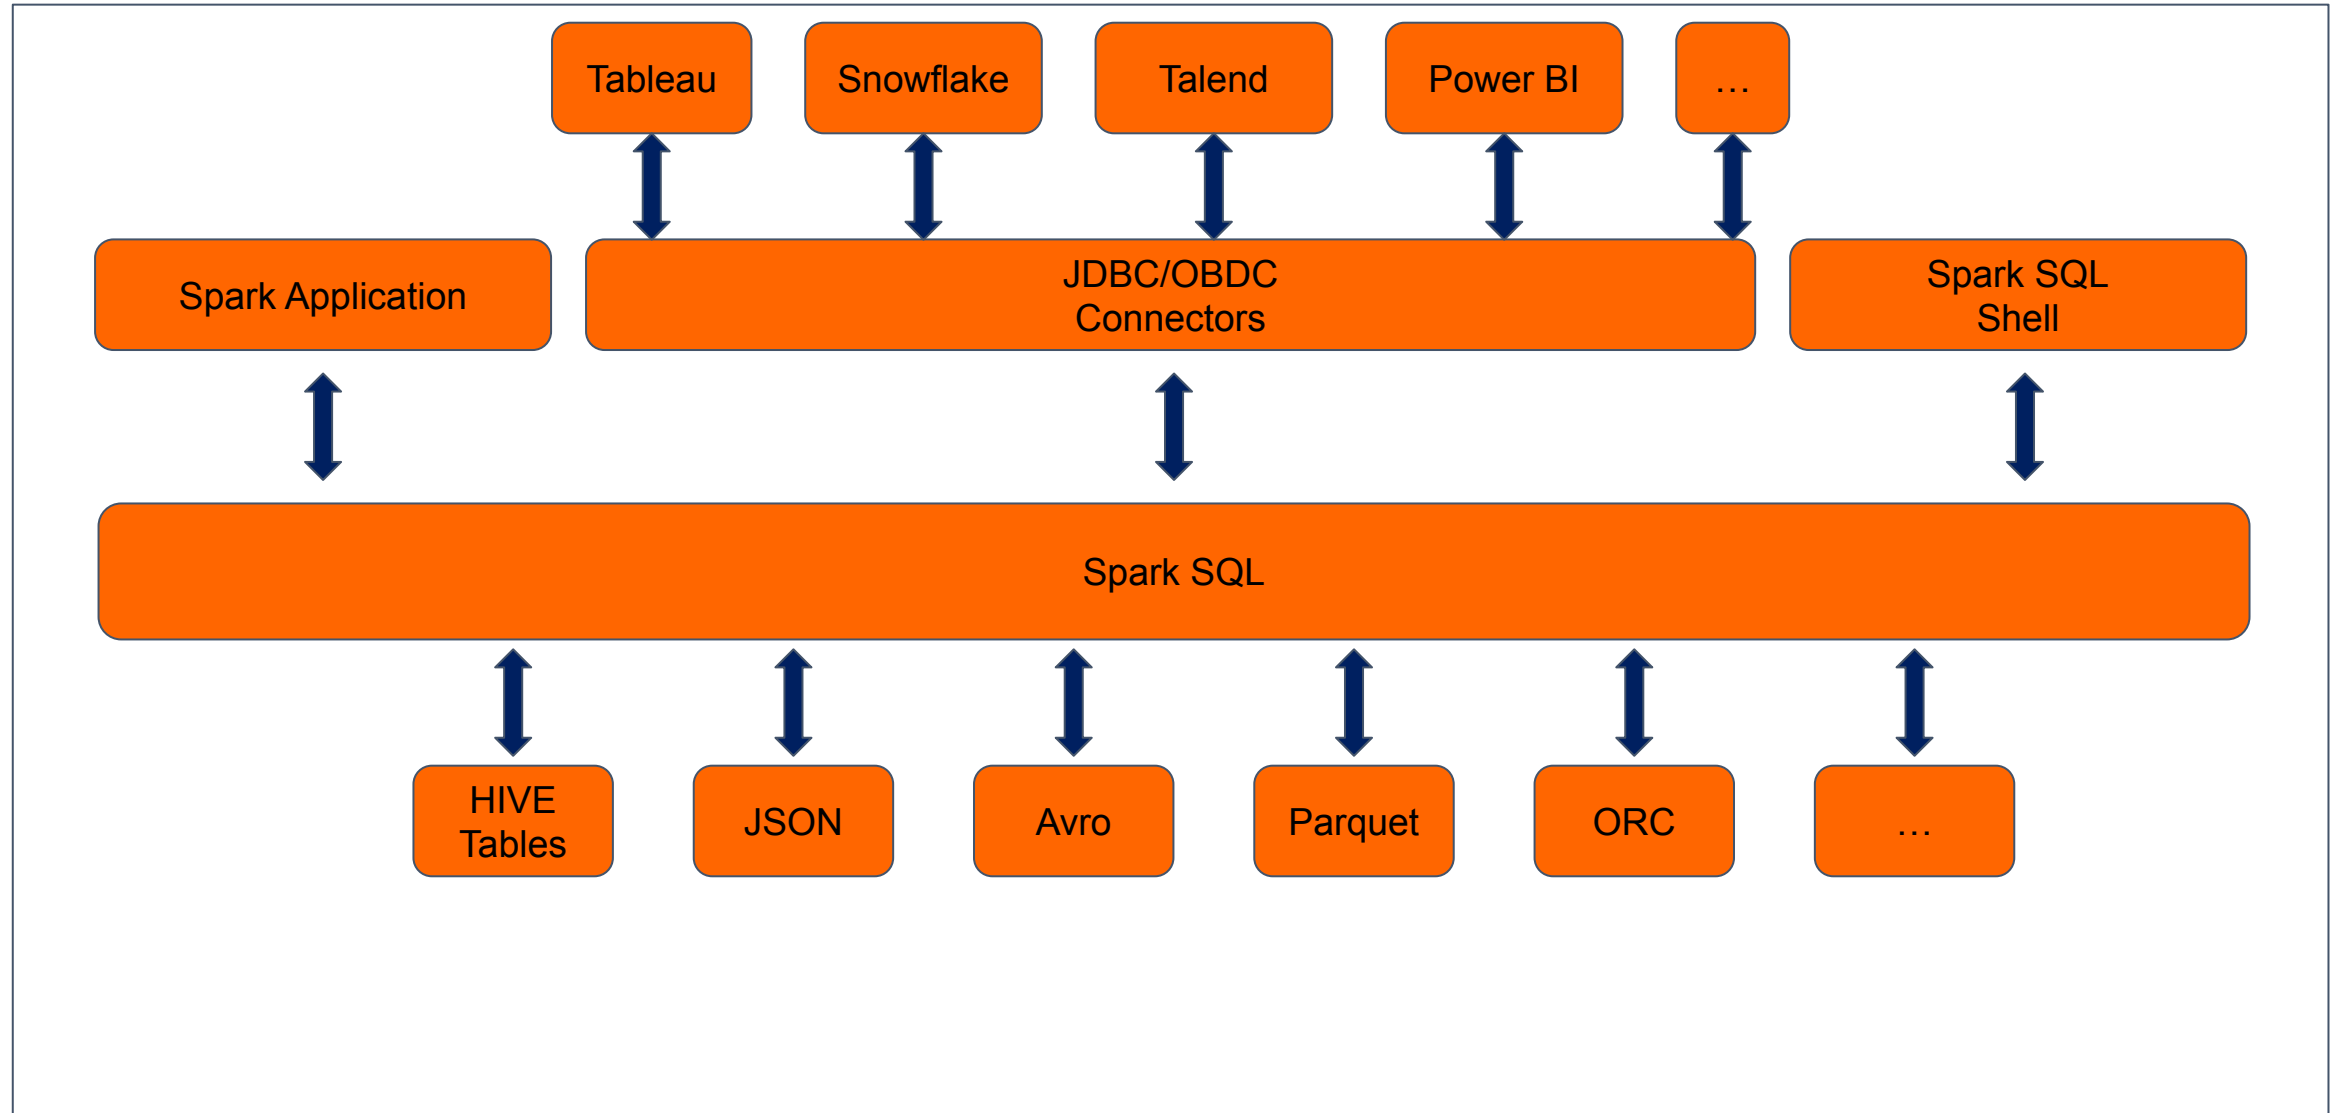 Tableau
Snowflake
Talend
Power BI
…
Spark Application
JDBC/OBDC
Connectors
Spark SQL
Shell
Spark SQL
HIVE
Tables
JSON
Avro
Parquet
ORC
…